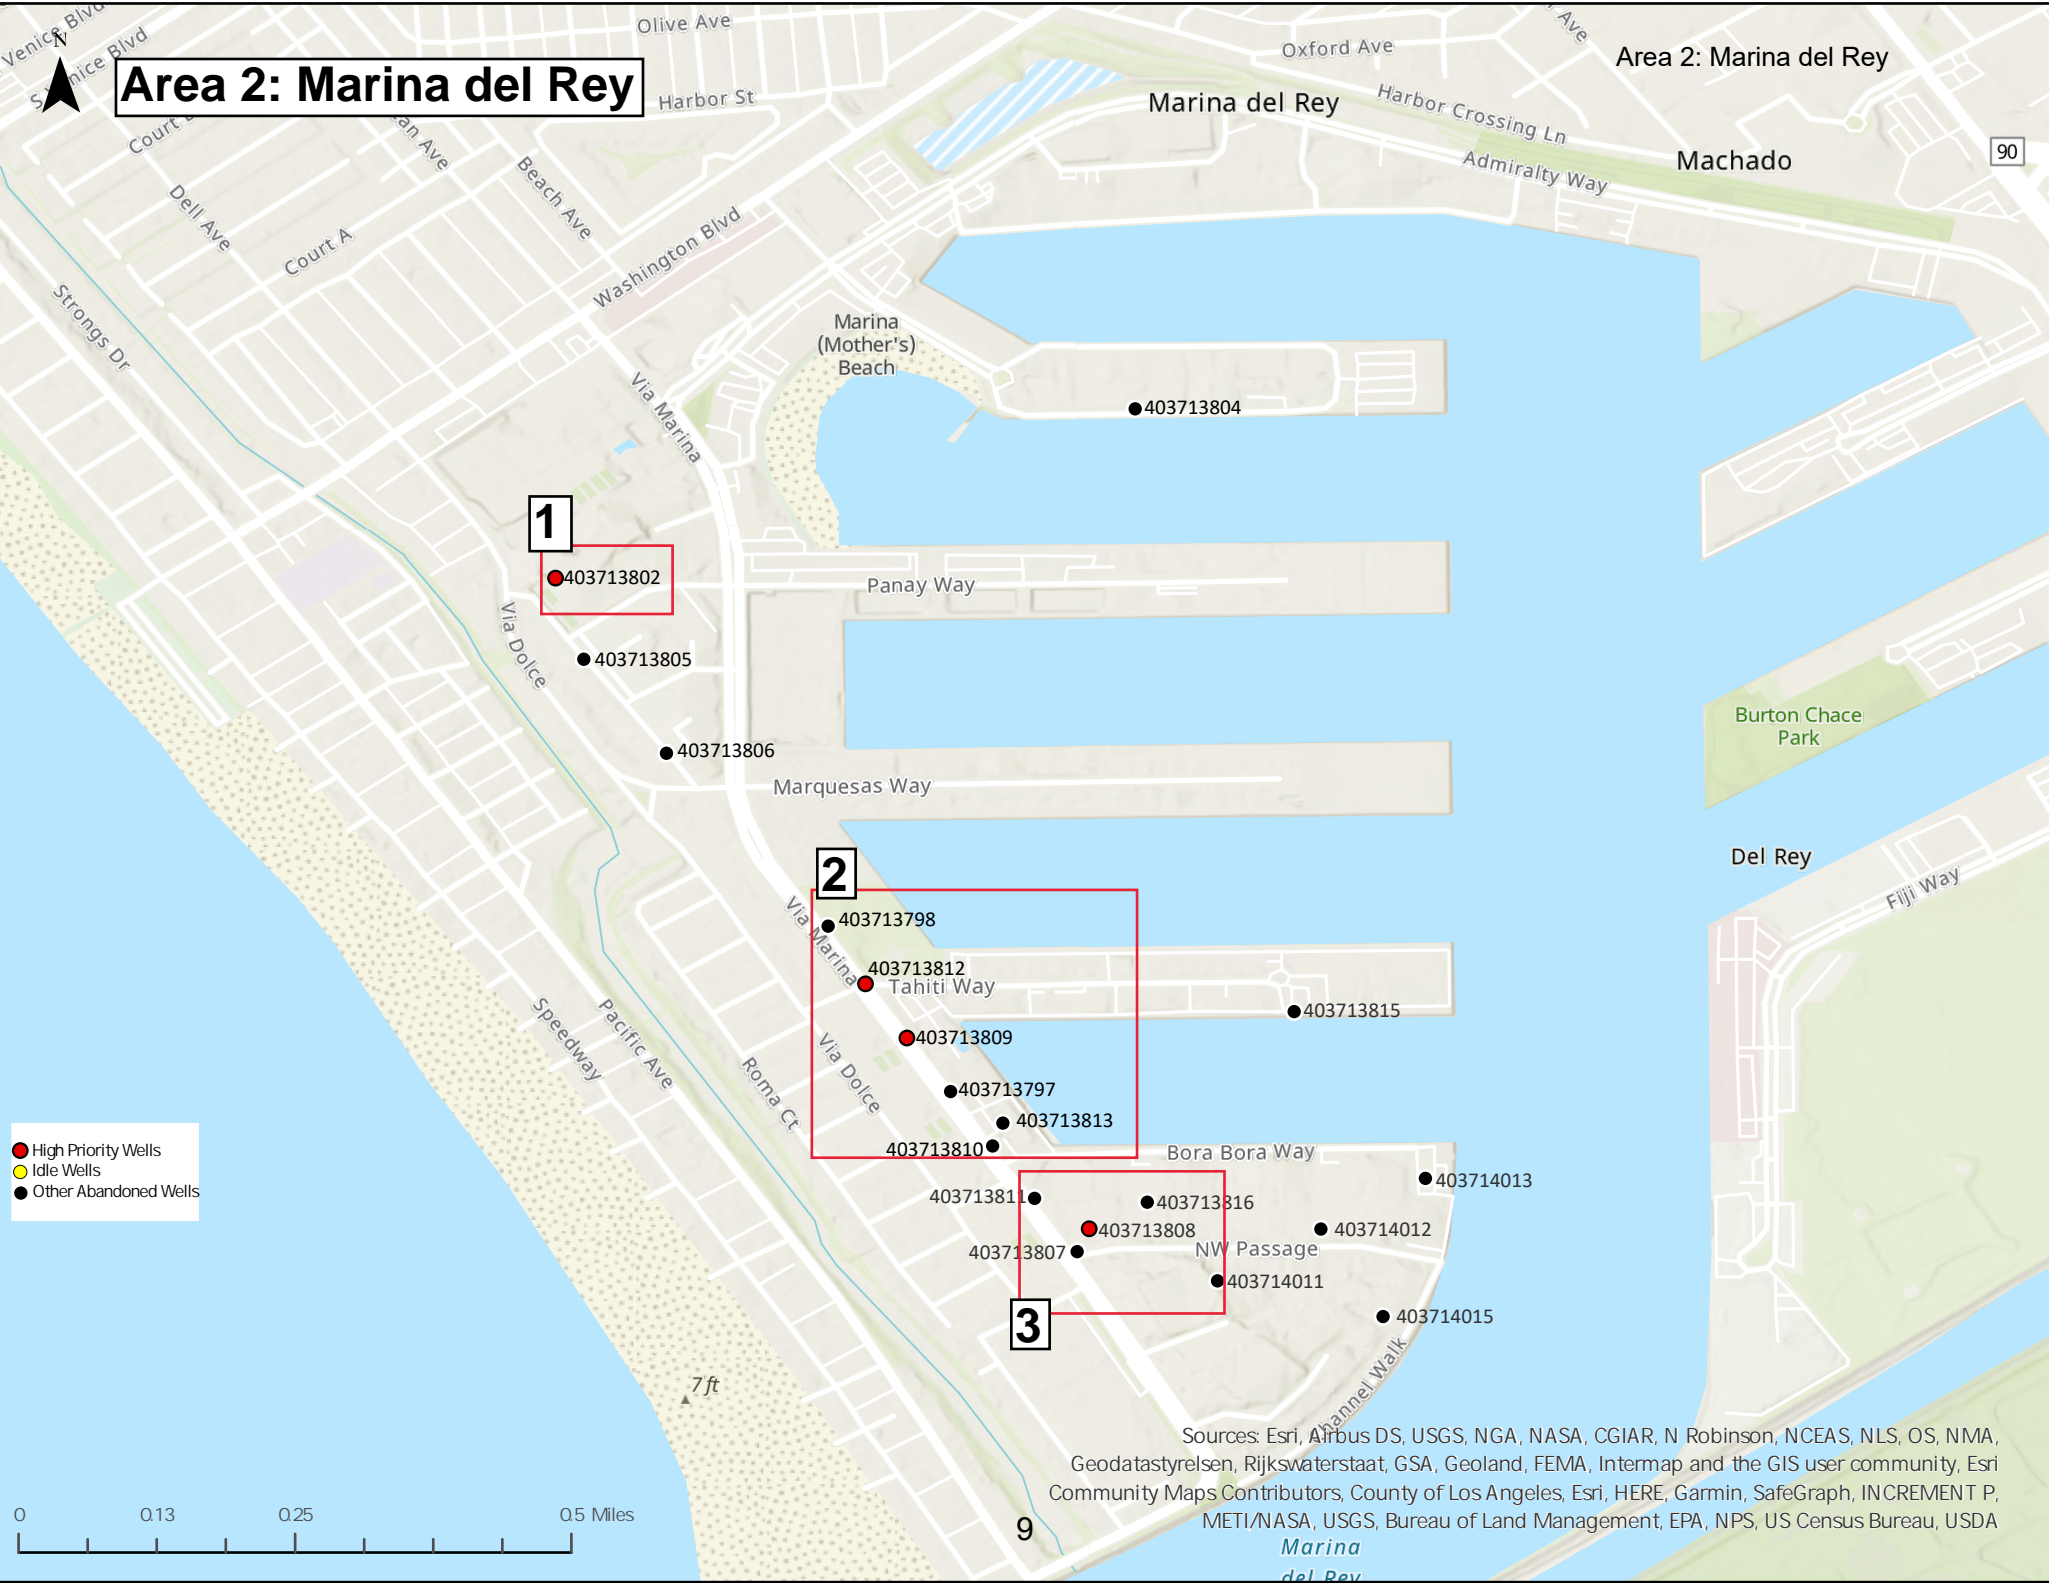 Venice Blvd
S Venice Blvd
N
Olive Ave
Oxford Ave
Area 2: Marina del Rey
Area 2: Marina del Rey
Harbor St
Marina del Rey
Harbor Crossing Ln
Machado
90
Admiralty Way
Beach Ave
Dell Ave
Court A
Washington Blvd
Strongs Dr
Marina
(Mother's)
Beach
Via Marina
403713804
1
403713802
Panay Way
Via Dolce
403713805
403713806
Marquesas Way
Burton Chace
Park
Del Rey
Fiji Way
2
Via Marina
403713798
403713812
Tahiti Way
403713815
403713809
Speedway
Pacific Ave
Roma Ct
Via Dolce
403713797
403713813
403713810
Bora Bora Way
High Priority Wells
Idle Wells
Other Abandoned Wells
403713811
403713816
403714013
403713808
403714012
403713807
NW Passage
403714011
403714015
3
Channel Walk
7 ft
Sources: Esri, Airbus DS, USGS, NGA, NASA, CGIAR, N Robinson, NCEAS, NLS, OS, NMA,
Geodatastyrelsen, Rijkswaterstaat, GSA, Geoland, FEMA, Intermap and the GIS user community, Esri
Community Maps Contributors, County of Los Angeles, Esri, HERE, Garmin, SafeGraph, INCREMENT P,
METI/NASA, USGS, Bureau of Land Management, EPA, NPS, US Census Bureau, USDA
0 0.13 0.25 0.5 Miles
9
Marina
del Rey